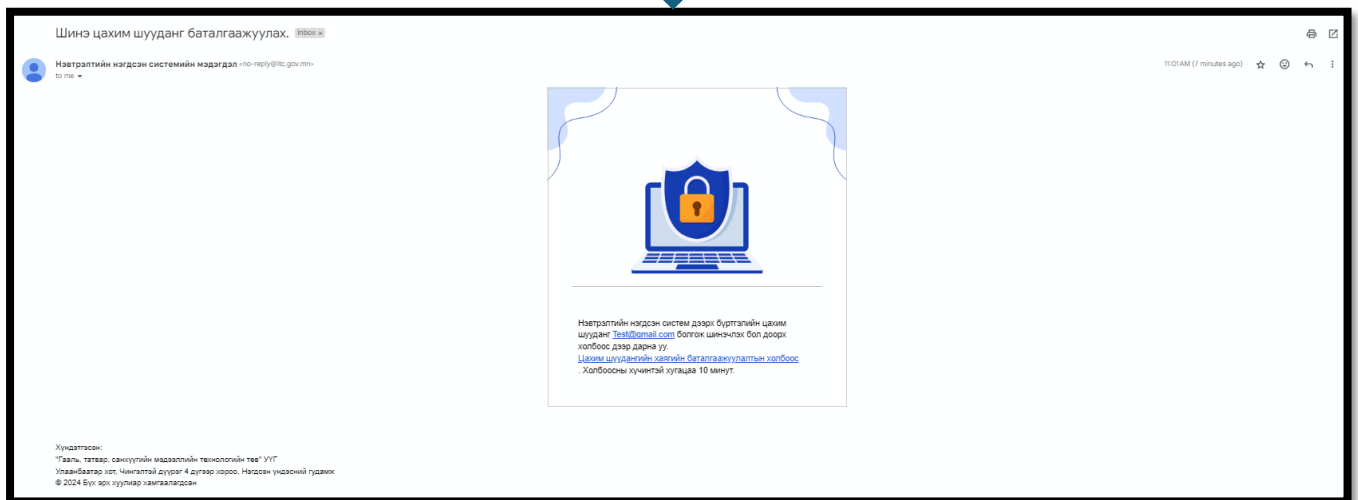 Шинэ цахим шууданг баталгаажуулах. Inbox x
Нэвтрэлтийн нэгдсэн системийн мэдэгдэл <no-reply@itc.gov.mn>
11:01 AM (7 minutes ago)
to me
Нэвтрэлтийн нэгдсэн систем дээрх бүртгэлийн цахим
шууданг Test@gmail.com болгож шинэчлэх бол доорх
холбоос дээр дарна уу.
Цахим шуудангийн хаягийн баталгаажуулалтын холбоос
. Холбоосны хүчинтэй хугацаа 10 минут.
Хүндэтгэсэн:
"Гааль, татвар, санхүүгийн мэдээллийн технологийн төв" УҮГ
Улаанбаатар хот, Чингэлтэй дүүрэг 4 дүгээр хороо, Нэгдсэн үндэсний гудамж
© 2024 Бүх эрх хуулиар хамгаалагдсан